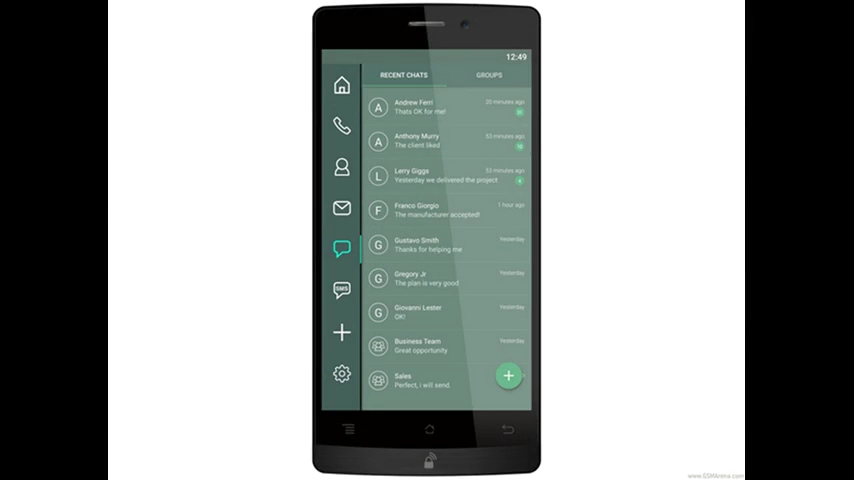 12:49
RECENT CHATS GROUPS
Andrew Ferri 20 minutes ago
Thats OK for me!
Anthony Murry 53 minutes ago
The client liked
Lerry Giggs 53 minutes ago
Yesterday we delivered the project
Franco Giorgio 1 hour ago
The manufacturer accepted!
Gustavo Smith Yesterday
Thanks for helping me
Gregory Jr Yesterday
The plan is very good
Giovanni Lester Yesterday
OK!
Business Team Yesterday
Great opportunity
Sales
Perfect, i will send.
A
A
L
F
G
G
G
SMS
www.GSMArena.com